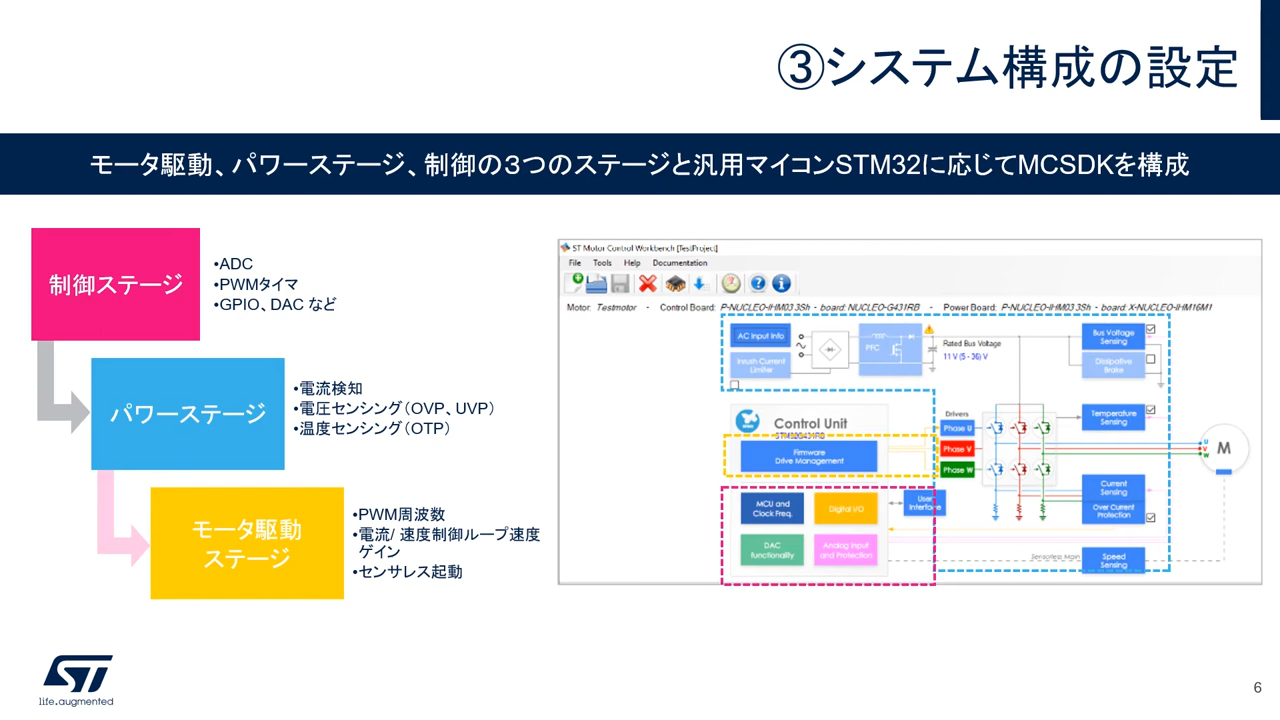 ③システム構成の設定
モータ駆動、パワーステージ、制御の３つのステージと汎用マイコンSTM32に応じてMCSDKを構成
制御ステージ
•ADC
•PWMタイマ
•GPIO、DAC など
パワーステージ
•電流検知
•電圧センシング（OVP、UVP）
•温度センシング（OTP）
モータ駆動
ステージ
•PWM周波数
•電流/ 速度制御ループ速度
ゲイン
•センサレス起動
ST Motor Control Workbench [TestProject]
File Tools Help Documentation
Motor: Testmotor - Control Board: P-NUCLEO-IHM03 3Sh - board: NUCLEO-G431RB - Power Board: P-NUCLEO-IHM03 3Sh - board: X-NUCLEO-IHM16M1
AC Input Info
Inrush Current
Limiter
PFC
Rated Bus Voltage
11 V (5 - 36) V
Bus Voltage
Sensing
Dissipative
Brake
Control Unit
STM32G431RB
Firmware
Drive Management
Drivers
Phase U
Phase V
Phase W
Temperature
Sensing
U
V
W
M
MCU and
Clock Freq.
Digital I/O
User
Interface
DAC
functionality
Analog Input
and Protection
Current
Sensing
Over Current
Protection
Sensorless Main
Speed
Sensing
ST
life.augmented
6